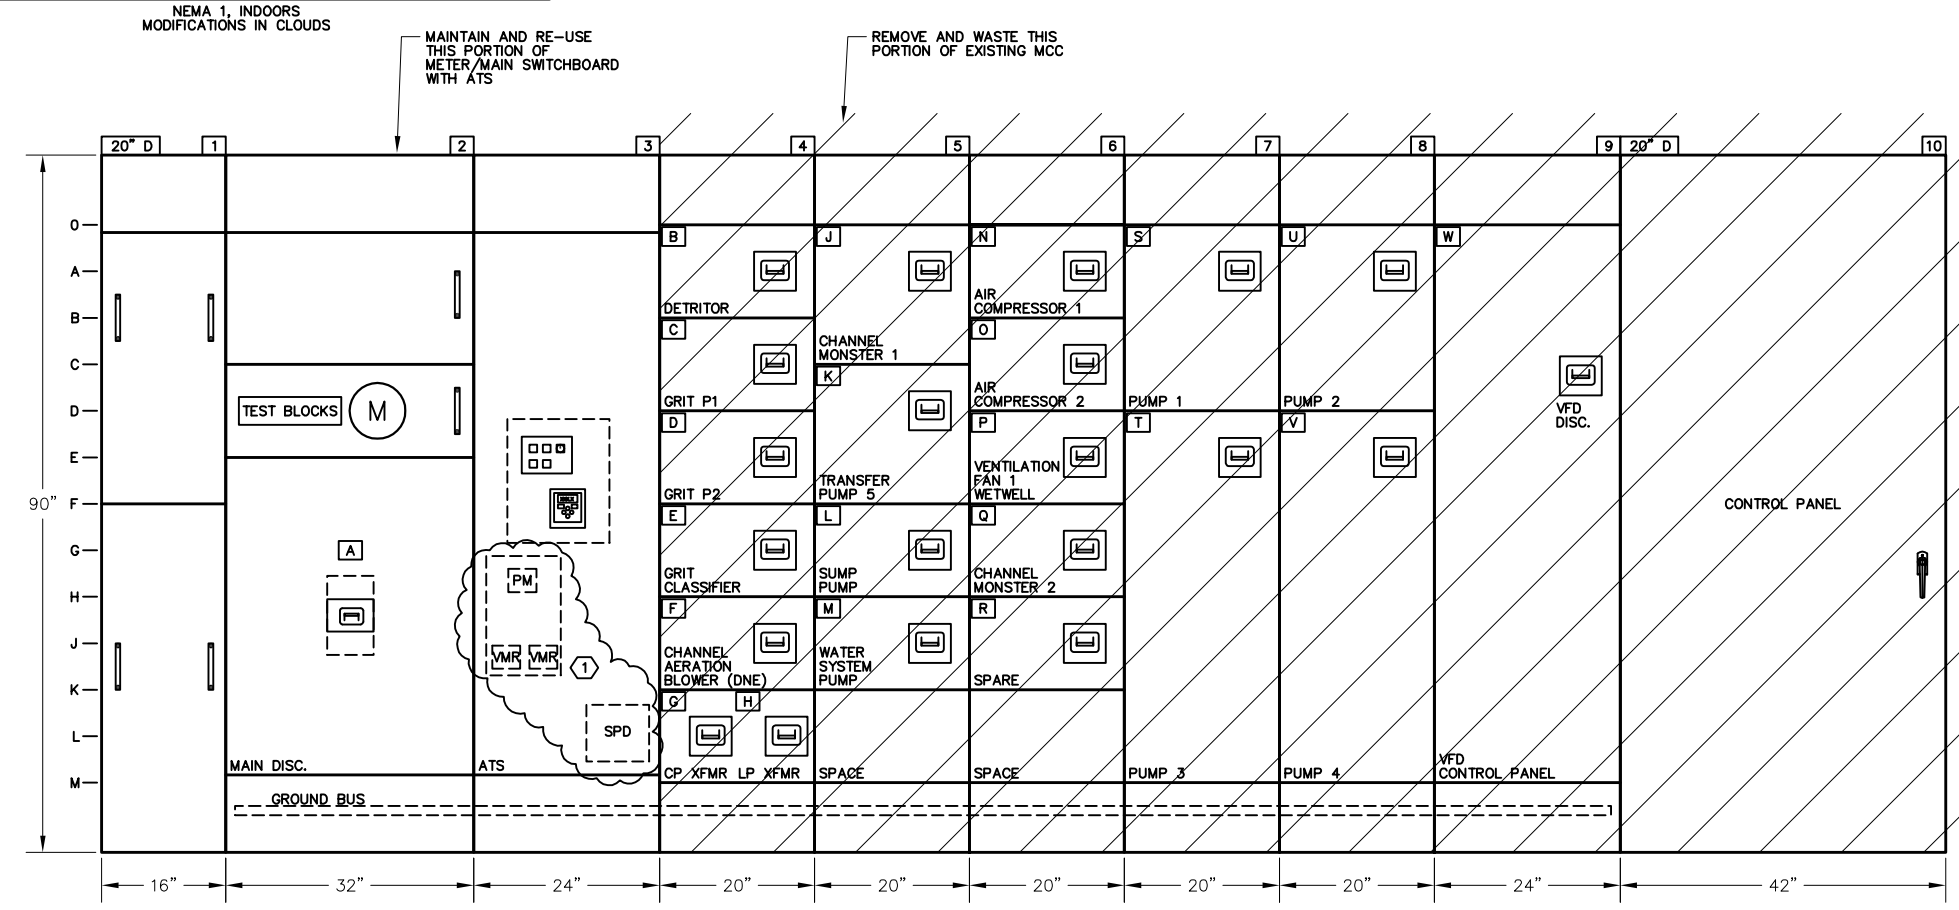 NEMA 1, INDOORS
MODIFICATIONS IN CLOUDS
MAINTAIN AND RE-USE
THIS PORTION OF
METER/MAIN SWITCHBOARD
WITH ATS
REMOVE AND WASTE THIS
PORTION OF EXISTING MCC
20" D 1 2 3 4 5 6 7 8 9 20" D 10
90"
O
A
B
C
D
E
F
G
H
J
K
L
M
TEST BLOCKS M
A
MAIN DISC.
GROUND BUS
PM
VMR VMR 1
SPD
ATS
B
DETRITOR
C
GRIT P1
D
GRIT P2
E
GRIT
CLASSIFIER
F
CHANNEL
AERATION
BLOWER (DNE)
G H
CP XFMR LP XFMR
J
CHANNEL
MONSTER 1
K
TRANSFER
PUMP 5
L
SUMP
PUMP
M
WATER
SYSTEM
PUMP
SPACE
N
AIR
COMPRESSOR 1
O
AIR
COMPRESSOR 2
P
VENTILATION
FAN 1
WETWELL
Q
CHANNEL
MONSTER 2
R
SPARE
SPACE
S
PUMP 1
T
PUMP 3
U
PUMP 2
V
PUMP 4
W
VFD
DISC.
VFD
CONTROL PANEL
CONTROL PANEL
16" 32" 24" 20" 20" 20" 20" 20" 24" 42"